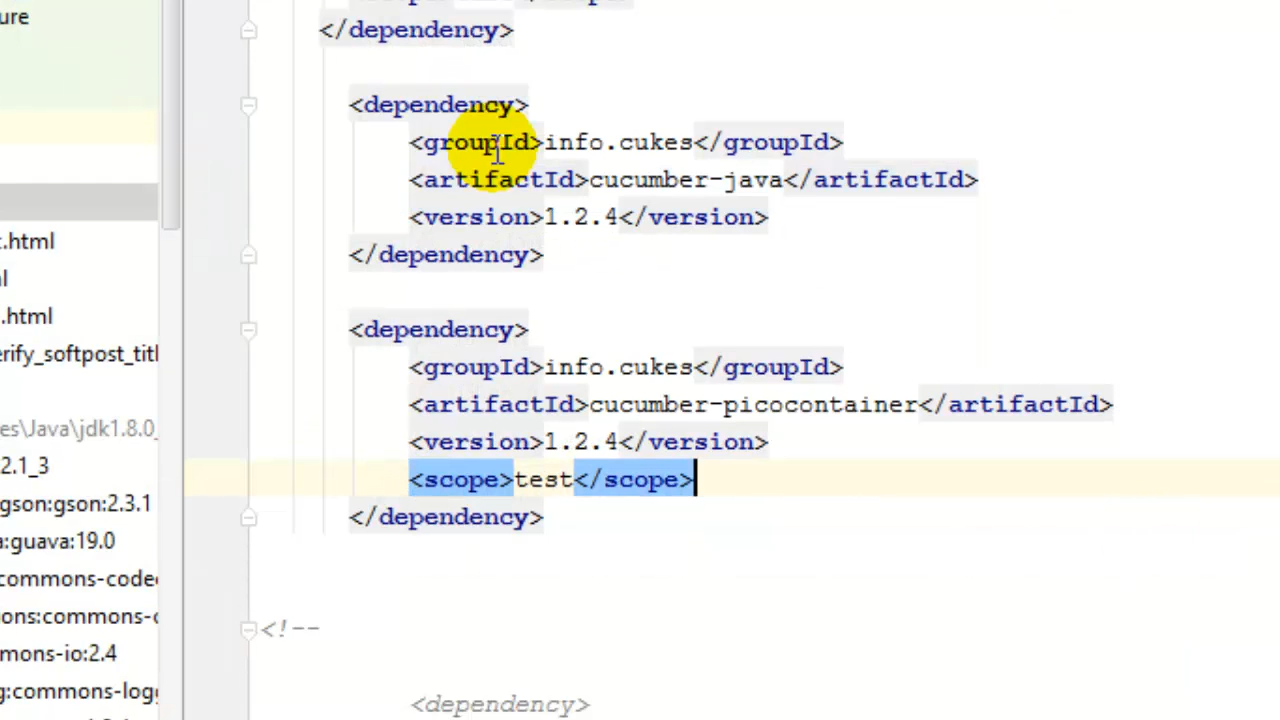 ure
</dependency>
<dependency>
<groupId>info.cukes</groupId>
<artifactId>cucumber-java</artifactId>
<version>1.2.4</version>
</dependency>
<dependency>
<groupId>info.cukes</groupId>
<artifactId>cucumber-picocontainer</artifactId>
<version>1.2.4</version>
<scope>test</scope>
</dependency>
<!--
<dependency>
.html
.html
erify_softpost_titl
es\Java\jdk1.8.0_
2.1_3
gson:gson:2.3.1
a:guava:19.0
commons-code
ons:commons-c
mons-io:2.4
g:commons-logg